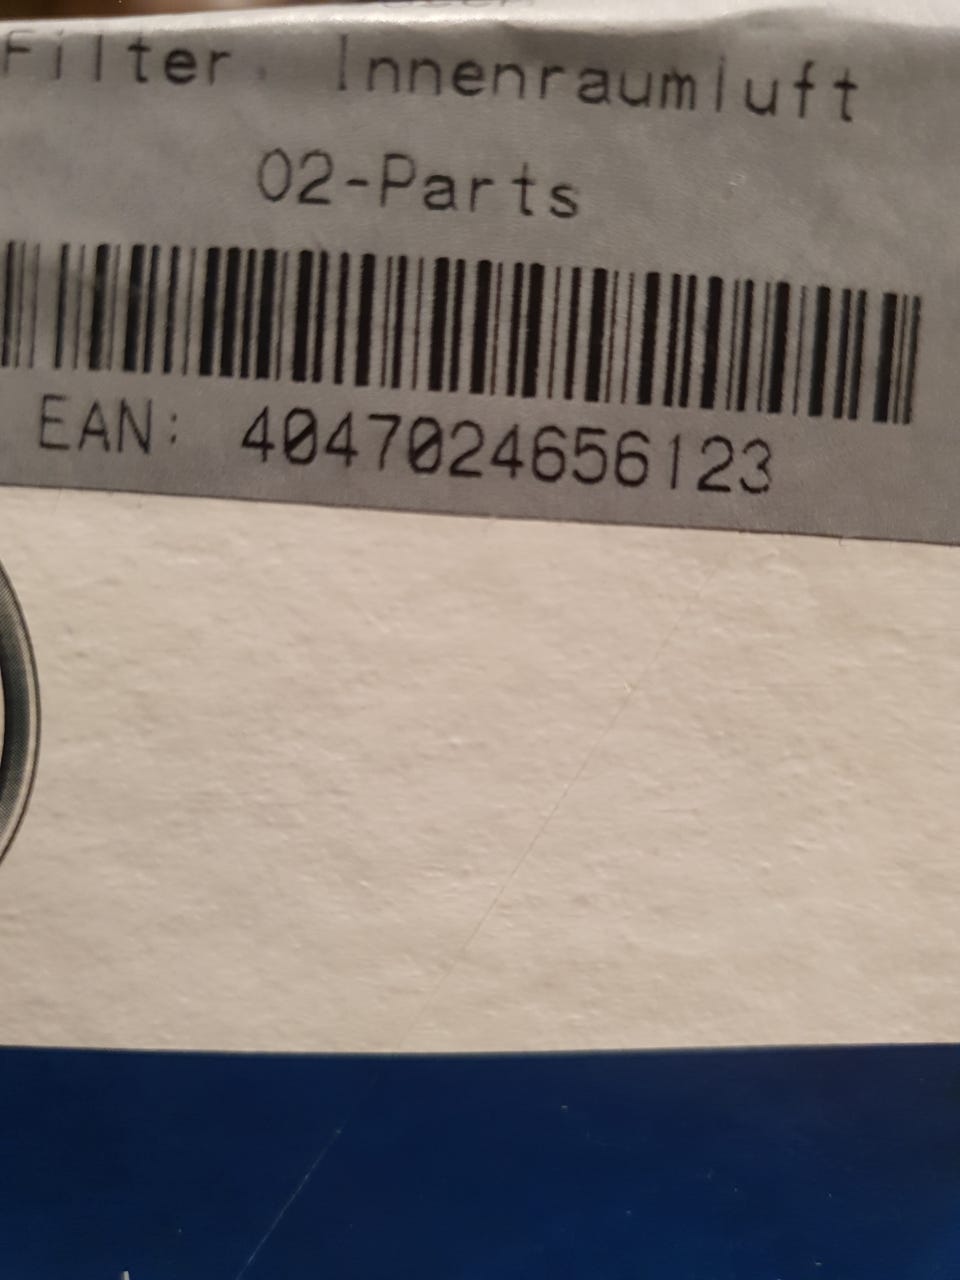 Filter, Innenraumluft
02-Parts
EAN: 4047024656123